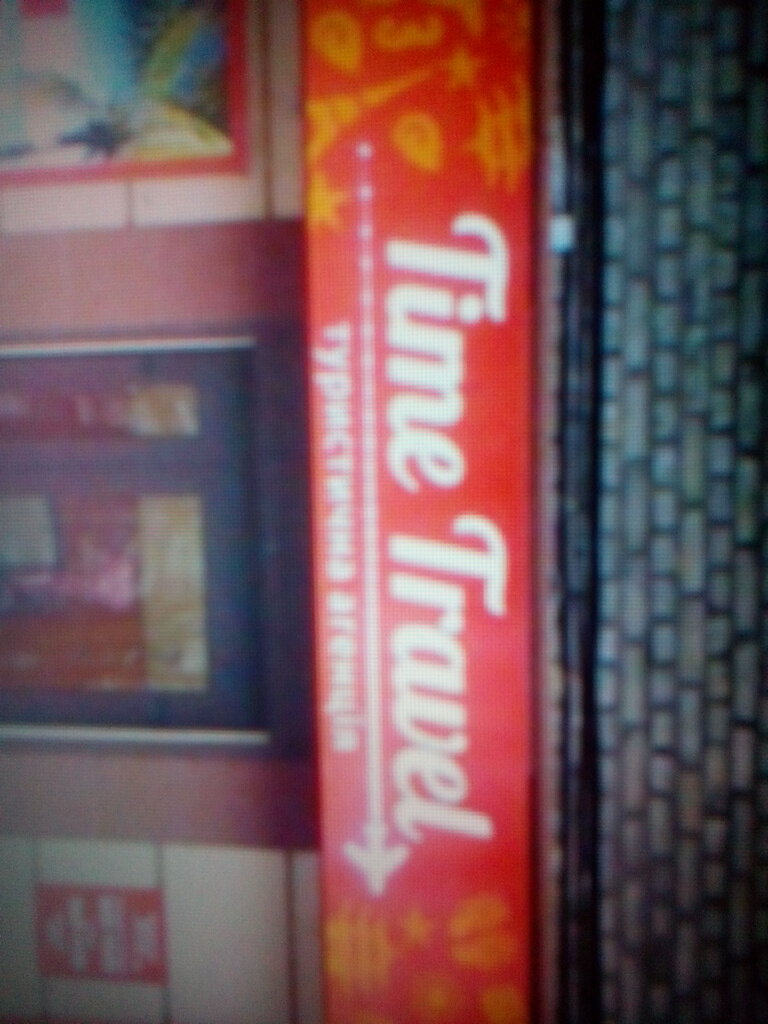 Time Travel
туристична агенція